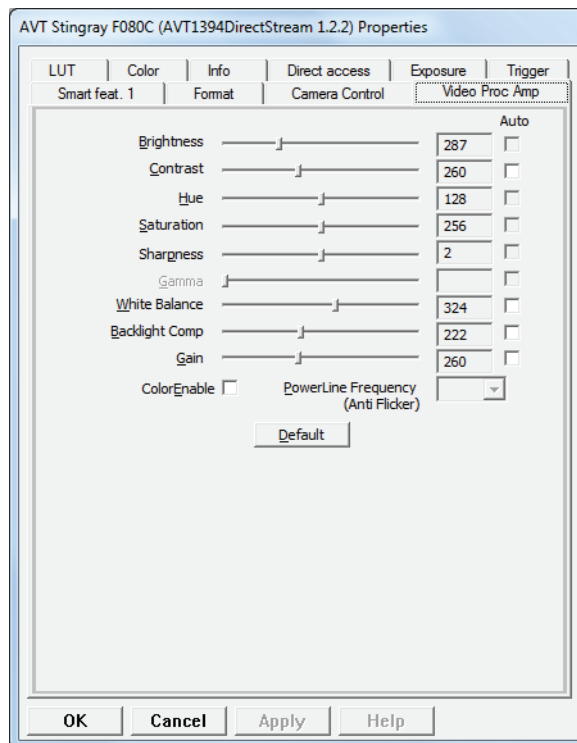 AVT Stingray F080C (AVT1394DirectStream 1.2.2) Properties
LUT Color Info Direct access Exposure Trigger
Smart feat. 1 Format Camera Control Video Proc Amp
Auto
Brightness 287
Contrast 260
Hue 128
Saturation 256
Sharpness 2
Gamma
White Balance 324
Backlight Comp 222
Gain 260
ColorEnable PowerLine Frequency
(Anti Flicker)
Default
OK Cancel Apply Help